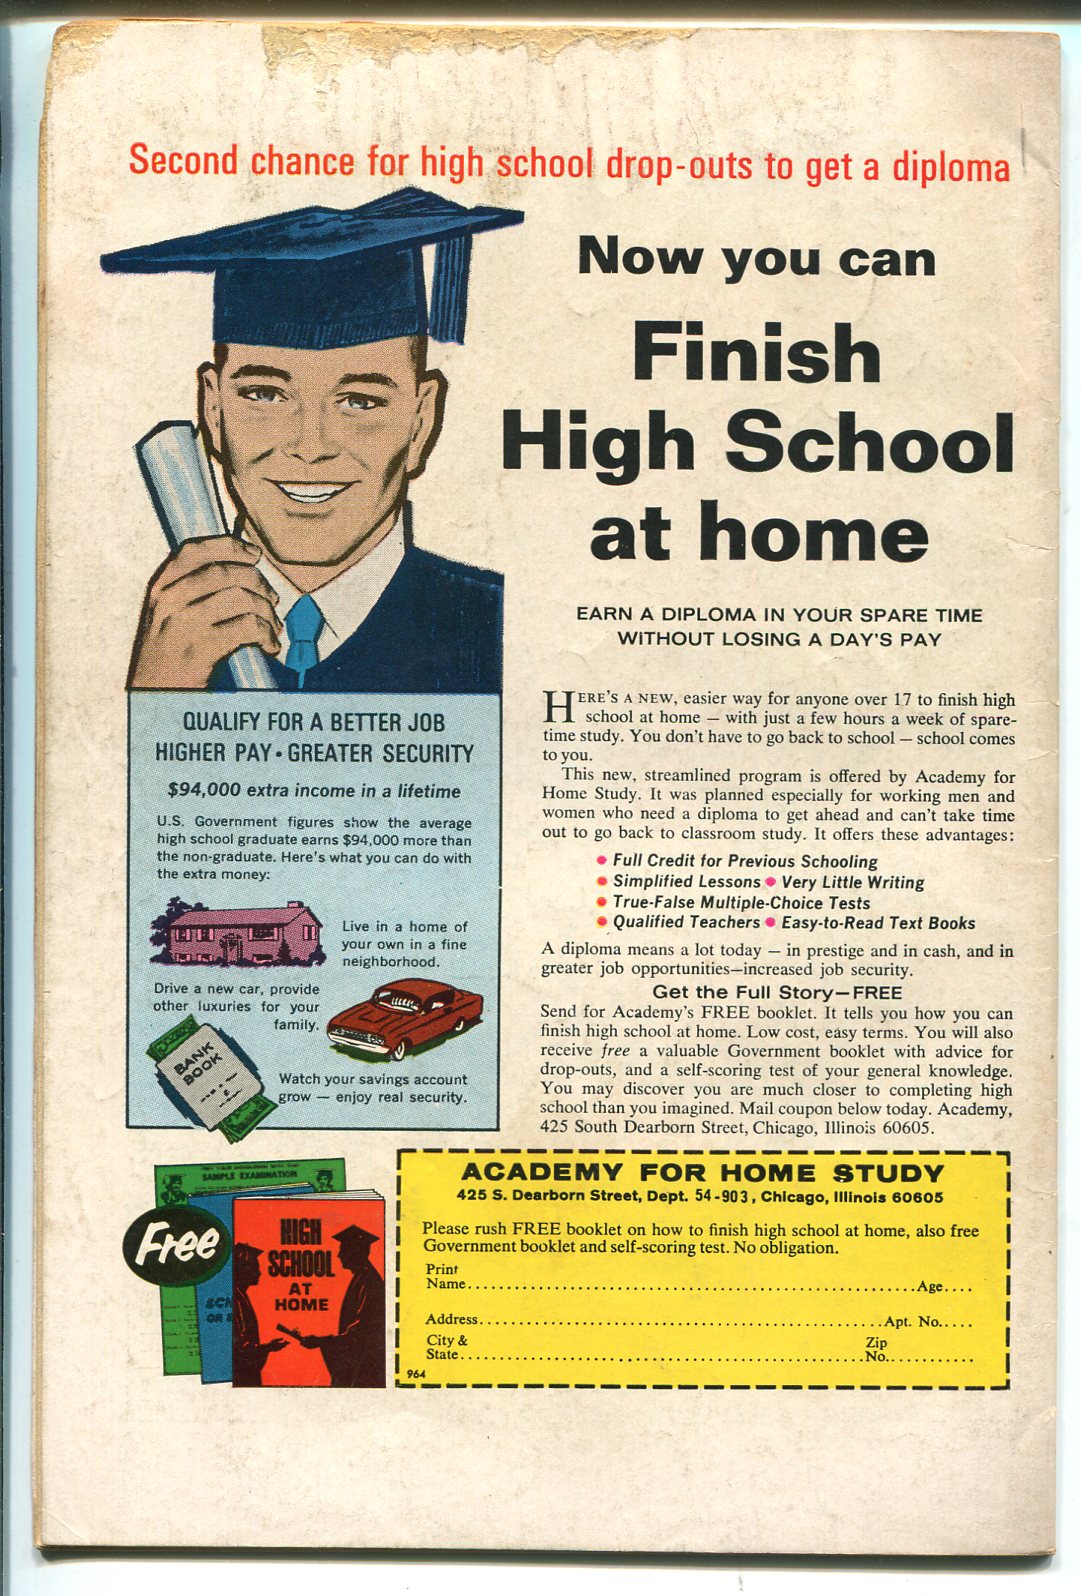 Second chance for high school drop-outs to get a diploma
Now you can
Finish
High School
at home
EARN A DIPLOMA IN YOUR SPARE TIME
WITHOUT LOSING A DAY'S PAY
HERE'S A NEW, easier way for anyone over 17 to finish high
school at home — with just a few hours a week of spare-
time study. You don't have to go back to school — school comes
to you.
This new, streamlined program is offered by Academy for
Home Study. It was planned especially for working men and
women who need a diploma to get ahead and can't take time
out to go back to classroom study. It offers these advantages:
• Full Credit for Previous Schooling
• Simplified Lessons • Very Little Writing
• True-False Multiple-Choice Tests
• Qualified Teachers • Easy-to-Read Text Books
A diploma means a lot today — in prestige and in cash, and in
greater job opportunities—increased job security.
Get the Full Story—FREE
Send for Academy's FREE booklet. It tells you how you can
finish high school at home. Low cost, easy terms. You will also
receive free a valuable Government booklet with advice for
drop-outs, and a self-scoring test of your general knowledge.
You may discover you are much closer to completing high
school than you imagined. Mail coupon below today. Academy,
425 South Dearborn Street, Chicago, Illinois 60605.
QUALIFY FOR A BETTER JOB
HIGHER PAY • GREATER SECURITY
$94,000 extra income in a lifetime
U.S. Government figures show the average
high school graduate earns $94,000 more than
the non-graduate. Here's what you can do with
the extra money:
Live in a home of
your own in a fine
neighborhood.
Drive a new car, provide
other luxuries for your
family.
BANK
BOOK
Watch your savings account
grow — enjoy real security.
SAMPLE EXAMINATION
Free
HIGH
SCHOOL
AT
HOME
ACADEMY FOR HOME STUDY
425 S. Dearborn Street, Dept. 54-903, Chicago, Illinois 60605
Please rush FREE booklet on how to finish high school at home, also free
Government booklet and self-scoring test. No obligation.
Print
Name..........Age....
Address..........Apt. No.....
City & Zip
State..........No...........
964